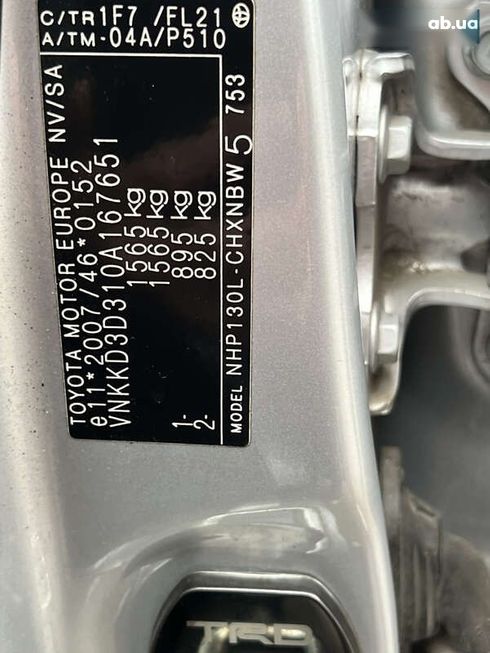 ab.ua
C/TR1F7 /FL21
A/TM-04A/P510
TOYOTA MOTOR EUROPE NV/SA
e11*2007/46*0152
VNKKD3D310A167651
1565 kg
1565 kg
1- 895 kg
2- 825 kg
MODEL NHP130L-CHXNBW 5 753
TRD